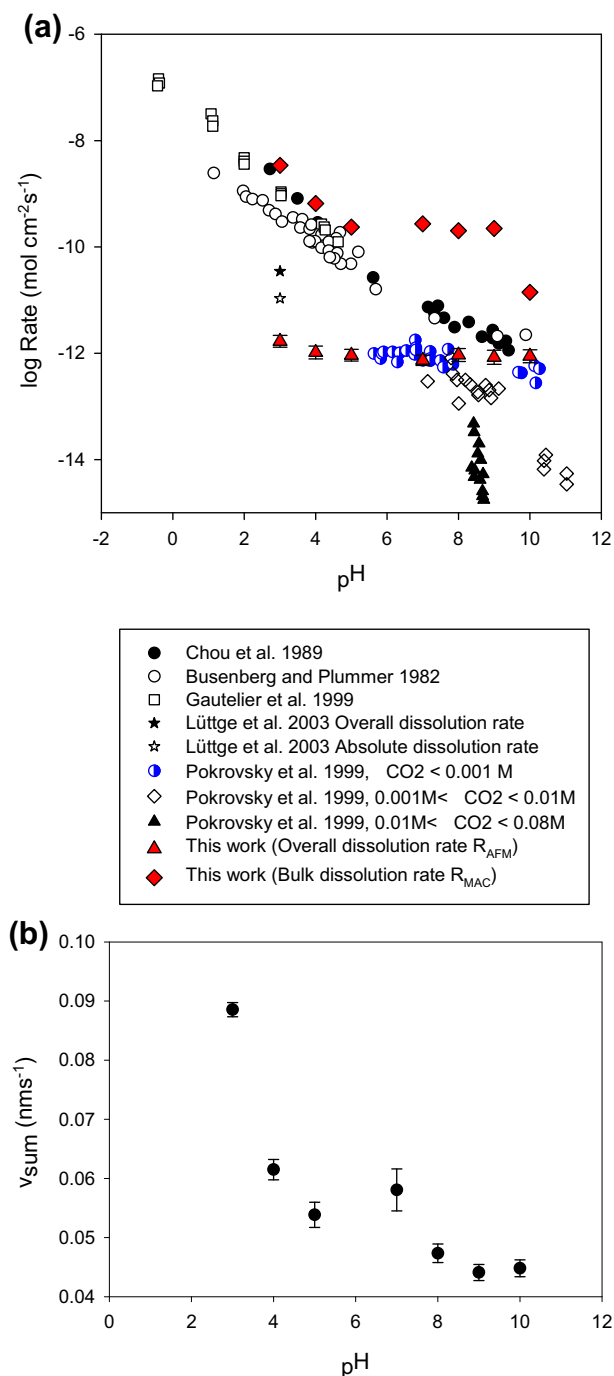 (a)
-6
-8
-10
-12
-14
log Rate (mol cm-2s-1)
-2 0 2 4 6 8 10 12
pH
Chou et al. 1989
Busenberg and Plummer 1982
Gautelier et al. 1999
Lüttge et al. 2003 Overall dissolution rate
Lüttge et al. 2003 Absolute dissolution rate
Pokrovsky et al. 1999, CO2 < 0.001 M
Pokrovsky et al. 1999, 0.001M< CO2 < 0.01M
Pokrovsky et al. 1999, 0.01M< CO2 < 0.08M
This work (Overall dissolution rate RAFM)
This work (Bulk dissolution rate RMAC)
(b)
0.10
0.09
0.08
0.07
0.06
0.05
0.04
vsum (nms-1)
0 2 4 6 8 10 12
pH